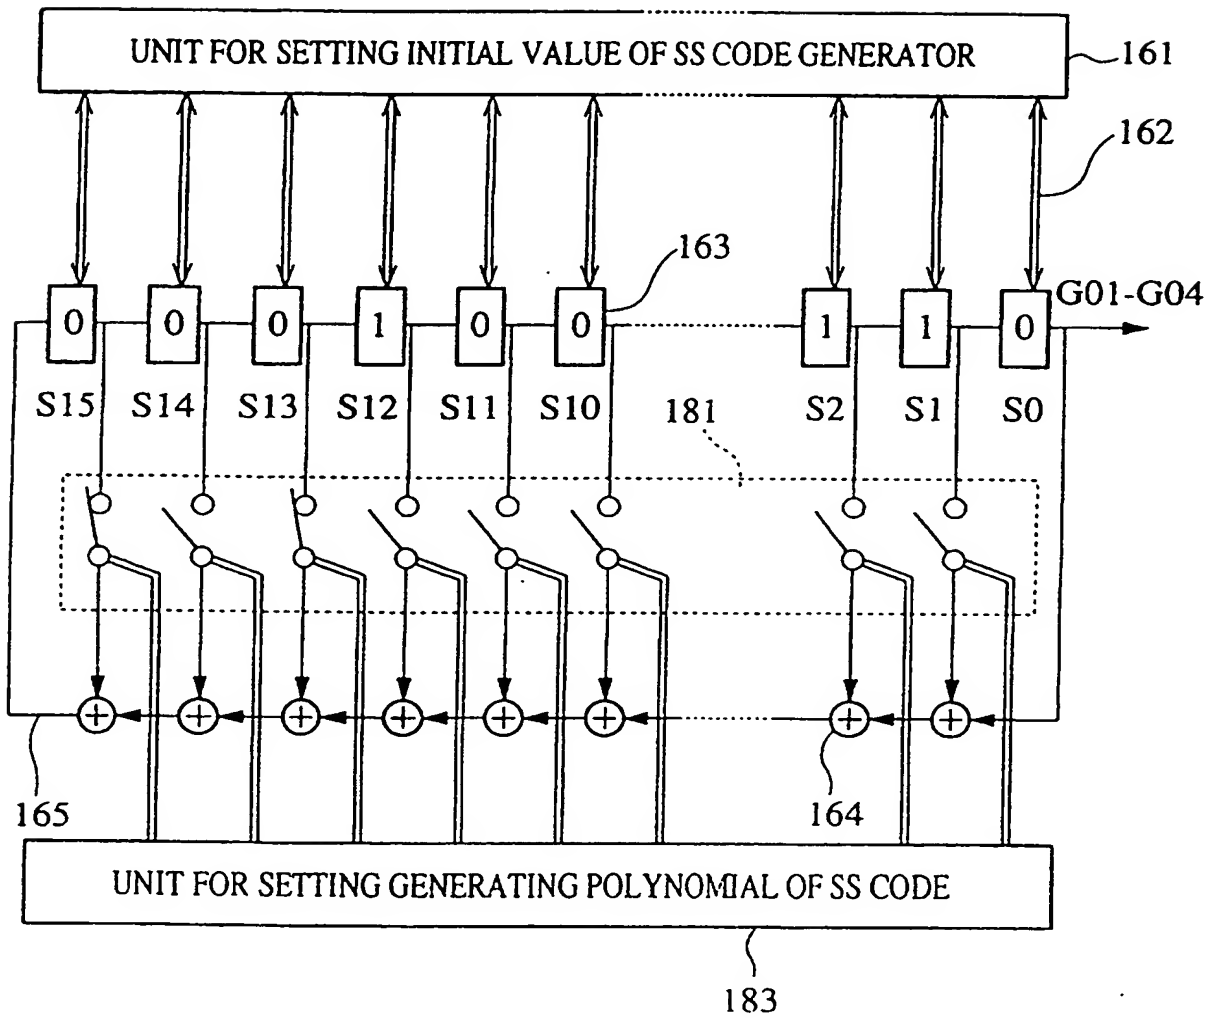 UNIT FOR SETTING INITIAL VALUE OF SS CODE GENERATOR
161
162
163
G01-G04
0 0 0 1 0 0 1 1 0
S15 S14 S13 S12 S11 S10 S2 S1 S0
181
165
164
UNIT FOR SETTING GENERATING POLYNOMIAL OF SS CODE
183